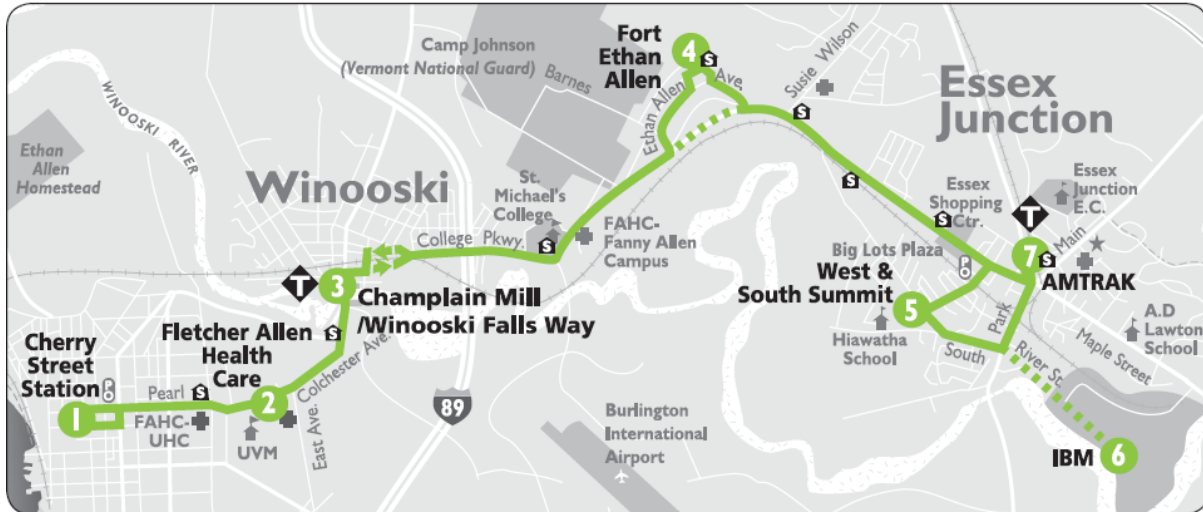 Camp Johnson
(Vermont National Guard)
Barnes
Fort
Ethan
Allen
4
S
Ethan Allen
Ave.
Susie Wilson
S
Essex
Junction
WINOOSKI
RIVER
Ethan
Allen
Homestead
Winooski
St.
Michael's
College
College Pkwy.
S
FAHC-
Fanny Allen
Campus
S
Essex
Shopping
Ctr.
S
T
Essex
Junction
E.C.
Main
7
S
AMTRAK
Big Lots Plaza
West &
South Summit
5
Hiawatha
School
South
Park
River St.
Maple Street
A.D
Lawton
School
T
3
Champlain Mill
/Winooski Falls Way
Fletcher Allen
Health
Care
S
Colchester Ave.
Cherry
Street
Station
1
Pearl
S
2
FAHC-
UHC
UVM
East Ave.
89
Burlington
International
Airport
IBM
6